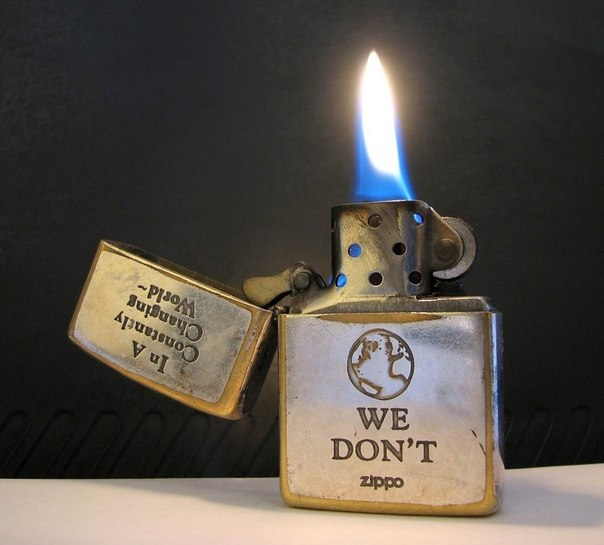 In A
Constantly
Changing
World~
WE
DON'T
zippo